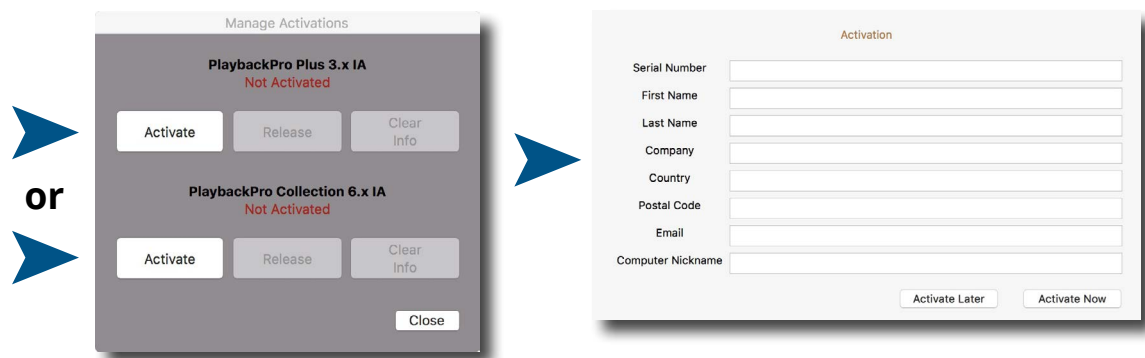 Manage Activations
PlaybackPro Plus 3.x IA
Not Activated
Activate
Release
Clear
Info
or
PlaybackPro Collection 6.x IA
Not Activated
Activate
Release
Clear
Info
Close
Activation
Serial Number
First Name
Last Name
Company
Country
Postal Code
Email
Computer Nickname
Activate Later
Activate Now